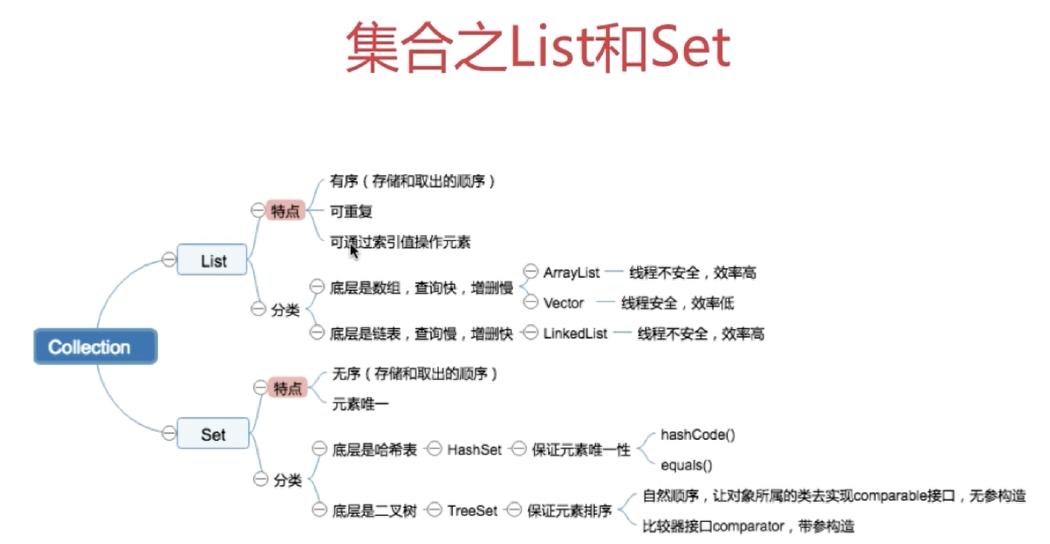 集合之List和Set
Collection
List
特点
有序（存储和取出的顺序）
可重复
可通过索引值操作元素
分类
底层是数组，查询快，增删慢
ArrayList
线程不安全，效率高
Vector
线程安全，效率低
底层是链表，查询慢，增删快
LinkedList
线程不安全，效率高
Set
特点
无序（存储和取出的顺序）
元素唯一
分类
底层是哈希表
HashSet
保证元素唯一性
hashCode()
equals()
底层是二叉树
TreeSet
保证元素排序
自然顺序，让对象所属的类去实现comparable接口，无参构造
比较器接口comparator，带参构造